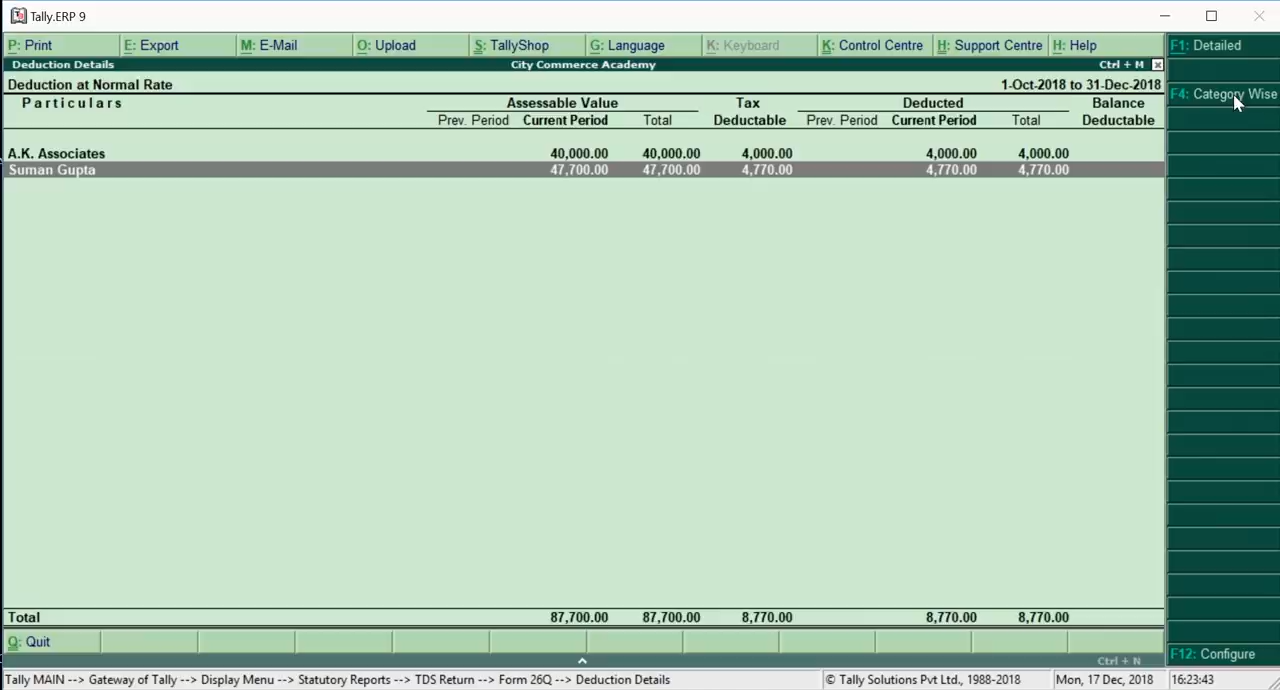 Tally.ERP 9
P: Print E: Export M: E-Mail O: Upload S: TallyShop G: Language K: Keyboard K: Control Centre H: Support Centre H: Help F1: Detailed
Deduction Details City Commerce Academy Ctrl + M
Deduction at Normal Rate 1-Oct-2018 to 31-Dec-2018
F4: Category Wise
Particulars Assessable Value Tax Deducted Balance
Prev. Period Current Period Total Deductable Prev. Period Current Period Total Deductable
A.K. Associates 40,000.00 40,000.00 4,000.00 4,000.00 4,000.00
Suman Gupta 47,700.00 47,700.00 4,770.00 4,770.00 4,770.00
Total 87,700.00 87,700.00 8,770.00 8,770.00 8,770.00
Q: Quit
F12: Configure
Ctrl + N
Tally MAIN --> Gateway of Tally --> Display Menu --> Statutory Reports --> TDS Return --> Form 26Q --> Deduction Details © Tally Solutions Pvt Ltd., 1988-2018 Mon, 17 Dec, 2018 16:23:43